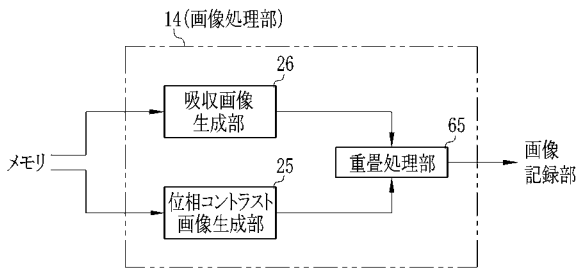 14(画像処理部)
26
吸収画像
生成部
65
メモリ
重畳処理部
画像
記録部
25
位相コントラスト
画像生成部